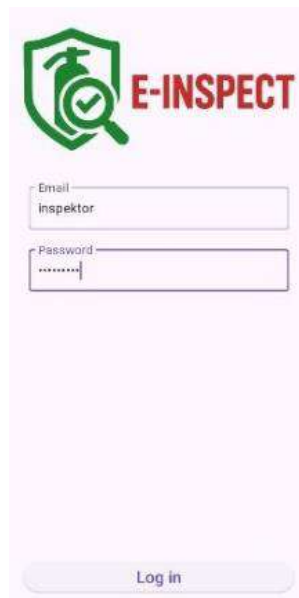 E-INSPECT
Email
inspektor
Password
•••••••••
Log in